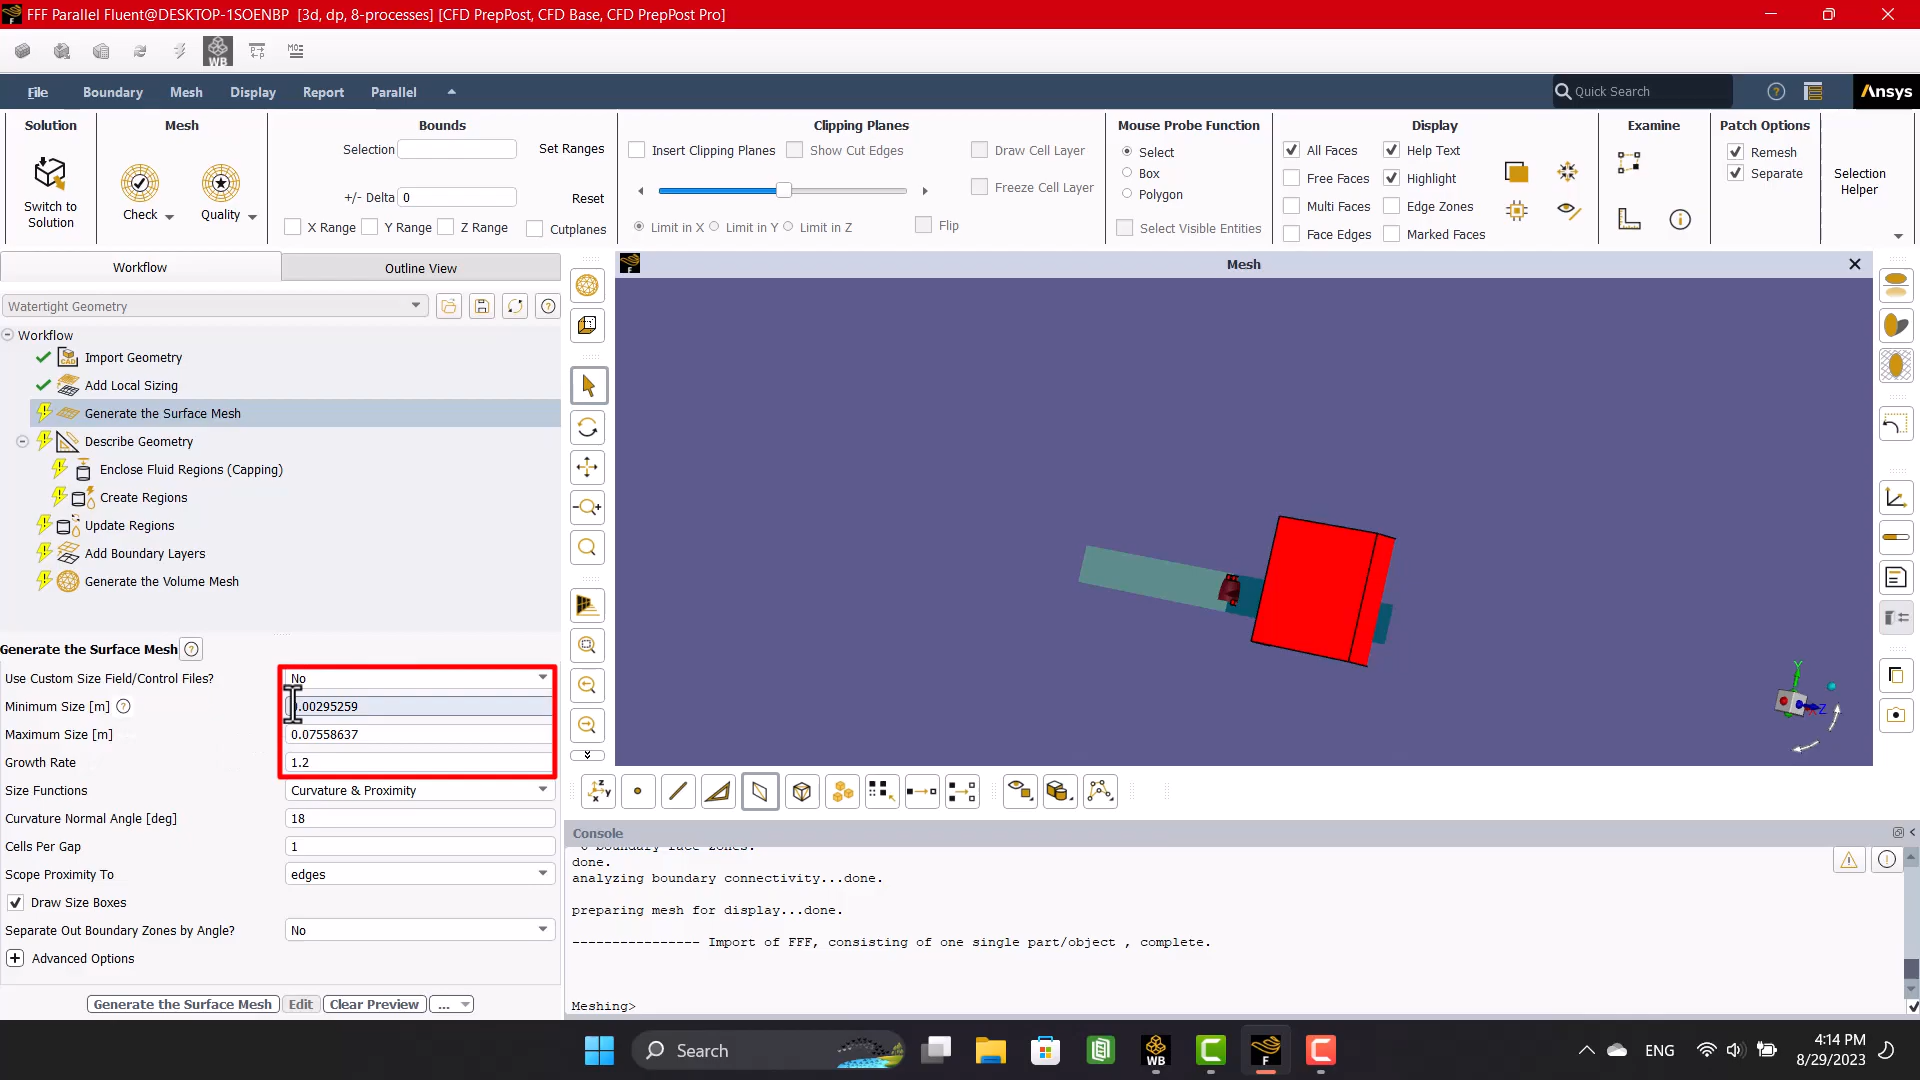 FFF Parallel Fluent@DESKTOP-1SOENBP [3d, dp, 8-processes] [CFD PrepPost, CFD Base, CFD PrepPost Pro]
WB
File Boundary Mesh Display Report Parallel Quick Search Ansys
Solution Mesh Bounds Clipping Planes Mouse Probe Function Display Examine Patch Options
Selection Set Ranges Insert Clipping Planes Show Cut Edges Draw Cell Layer Select All Faces Help Text Remesh
Box Free Faces Highlight Separate
Switch to Solution Check Quality +/- Delta 0 Reset Freeze Cell Layer Polygon Multi Faces Edge Zones Selection Helper
X Range Y Range Z Range Cutplanes Limit in X Limit in Y Limit in Z Flip Select Visible Entities Face Edges Marked Faces
Workflow Outline View Mesh
Watertight Geometry
Workflow
Import Geometry
Add Local Sizing
Generate the Surface Mesh
Describe Geometry
Enclose Fluid Regions (Capping)
Create Regions
Update Regions
Add Boundary Layers
Generate the Volume Mesh
Generate the Surface Mesh
Use Custom Size Field/Control Files? No
Minimum Size [m] .00295259
Maximum Size [m] 0.07558637
Growth Rate 1.2
Size Functions Curvature & Proximity
Curvature Normal Angle [deg] 18
Cells Per Gap 1
Scope Proximity To edges
Draw Size Boxes
Separate Out Boundary Zones by Angle? No
Advanced Options
Generate the Surface Mesh Edit Clear Preview ...
Y
Z
Console
done.
analyzing boundary connectivity...done.
preparing mesh for display...done.
---------------- Import of FFF, consisting of one single part/object , complete.
Meshing>
Search WB F ENG 4:14 PM
8/29/2023